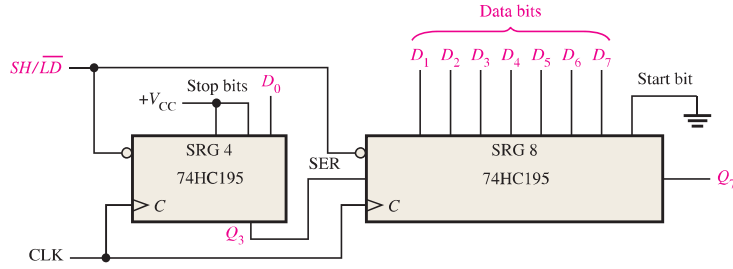 Data bits
SH/L̅D̅
D1 D2 D3 D4 D5 D6 D7
Stop bits D0
Start bit
+VCC
SRG 4
SRG 8
SER
74HC195
74HC195
C
C
Q3
CLK